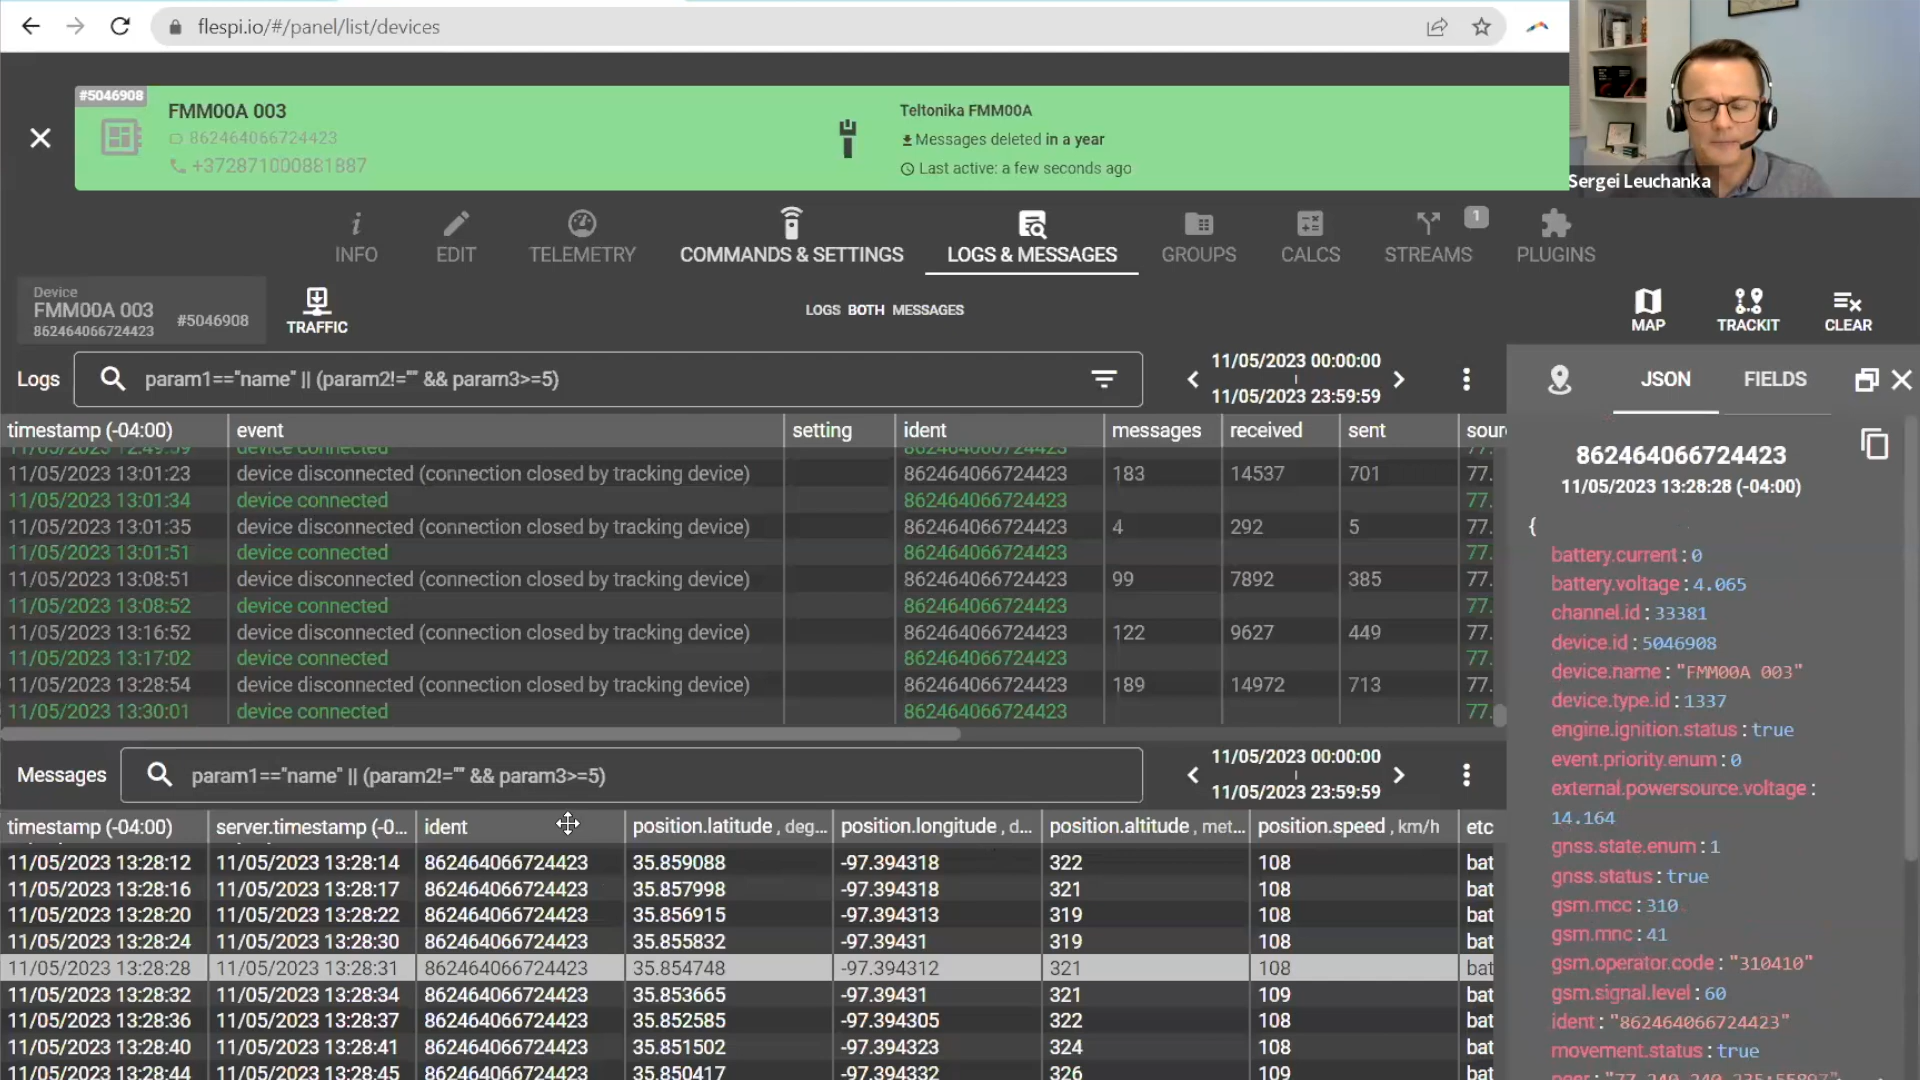 flespi.io/#/panel/list/devices
#5046908
FMM00A 003
862464066724423
+372871000881887
Teltonika FMM00A
Messages deleted in a year
Last active: a few seconds ago
Sergei Leuchanka
INFO
EDIT
TELEMETRY
COMMANDS & SETTINGS
LOGS & MESSAGES
GROUPS
CALCS
STREAMS
1
PLUGINS
Device
FMM00A 003
862464066724423
#5046908
TRAFFIC
LOGS BOTH MESSAGES
MAP
TRACKIT
CLEAR
Logs
param1=="name" || (param2!="" && param3>=5)
11/05/2023 00:00:00
11/05/2023 23:59:59
timestamp (-04:00) event setting ident messages received sent sour
11/05/2023 12:49:59 device connected 862464066724423 77.
11/05/2023 13:01:23 device disconnected (connection closed by tracking device) 862464066724423 183 14537 701 77.
11/05/2023 13:01:34 device connected 862464066724423 77.
11/05/2023 13:01:35 device disconnected (connection closed by tracking device) 862464066724423 4 292 5 77.
11/05/2023 13:01:51 device connected 862464066724423 77.
11/05/2023 13:08:51 device disconnected (connection closed by tracking device) 862464066724423 99 7892 385 77.
11/05/2023 13:08:52 device connected 862464066724423 77.
11/05/2023 13:16:52 device disconnected (connection closed by tracking device) 862464066724423 122 9627 449 77.
11/05/2023 13:17:02 device connected 862464066724423 77.
11/05/2023 13:28:54 device disconnected (connection closed by tracking device) 862464066724423 189 14972 713 77.
11/05/2023 13:30:01 device connected 862464066724423 77.
Messages
param1=="name" || (param2!="" && param3>=5)
11/05/2023 00:00:00
11/05/2023 23:59:59
timestamp (-04:00) server.timestamp (-0... ident position.latitude , deg... position.longitude , d... position.altitude , met... position.speed , km/h etc
11/05/2023 13:28:12 11/05/2023 13:28:14 862464066724423 35.859088 -97.394318 322 108 bat
11/05/2023 13:28:16 11/05/2023 13:28:17 862464066724423 35.857998 -97.394318 321 108 bat
11/05/2023 13:28:20 11/05/2023 13:28:22 862464066724423 35.856915 -97.394313 319 108 bat
11/05/2023 13:28:24 11/05/2023 13:28:30 862464066724423 35.855832 -97.39431 319 108 bat
11/05/2023 13:28:28 11/05/2023 13:28:31 862464066724423 35.854748 -97.394312 321 108 bat
11/05/2023 13:28:32 11/05/2023 13:28:34 862464066724423 35.853665 -97.39431 321 109 bat
11/05/2023 13:28:36 11/05/2023 13:28:37 862464066724423 35.852585 -97.394305 322 108 bat
11/05/2023 13:28:40 11/05/2023 13:28:41 862464066724423 35.851502 -97.394323 324 108 bat
11/05/2023 13:28:44 11/05/2023 13:28:45 862464066724423 35.850417 -97.394332 326 109 bat
JSON
FIELDS
862464066724423
11/05/2023 13:28:28 (-04:00)
{
battery.current : 0
battery.voltage : 4.065
channel.id : 33381
device.id : 5046908
device.name : "FMM00A 003"
device.type.id : 1337
engine.ignition.status : true
event.priority.enum : 0
external.powersource.voltage :
14.164
gnss.state.enum : 1
gnss.status : true
gsm.mcc : 310
gsm.mnc : 41
gsm.operator.code : "310410"
gsm.signal.level : 60
ident : "862464066724423"
movement.status : true